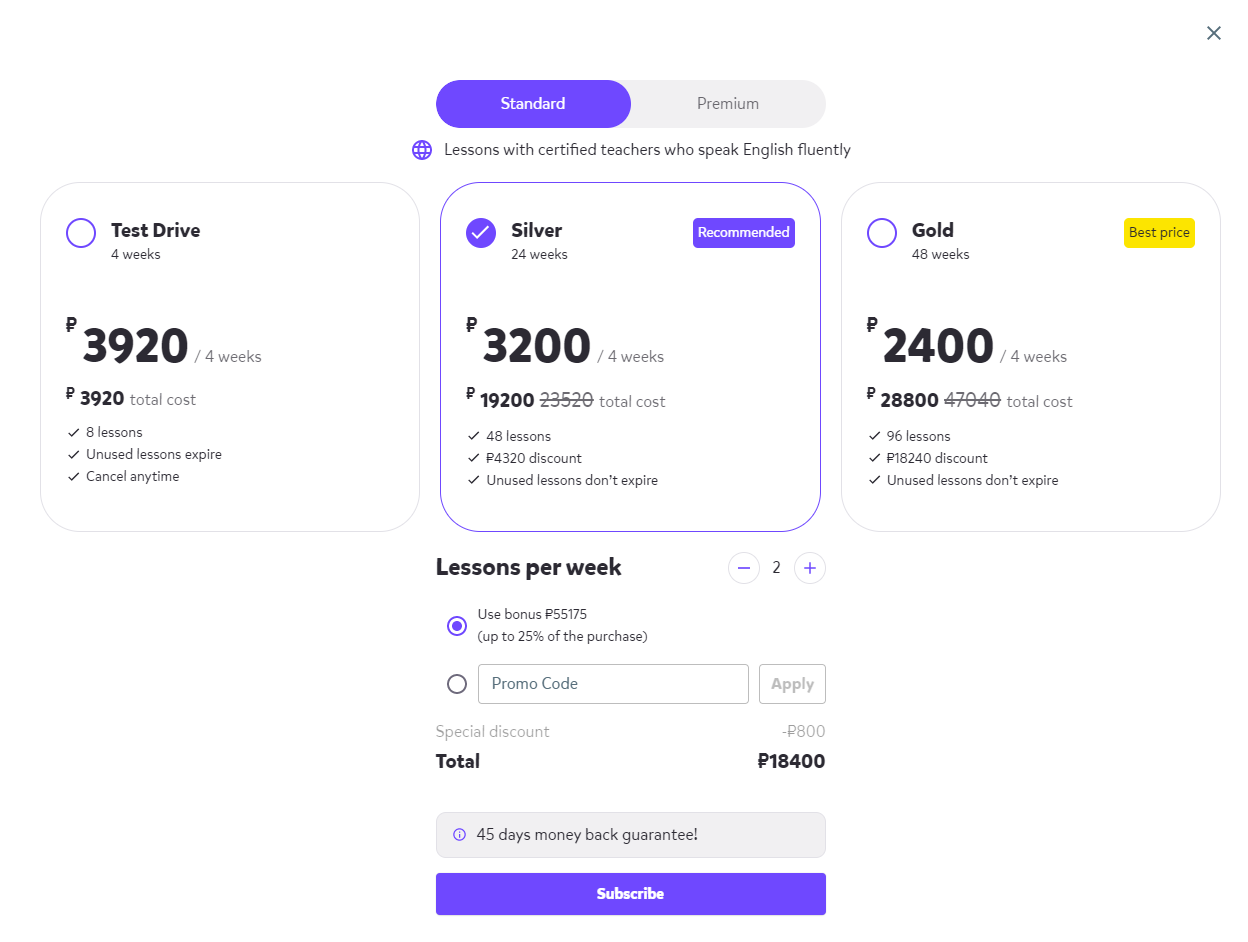 Standard
Premium
Lessons with certified teachers who speak English fluently
Test Drive
4 weeks
₽ 3920 / 4 weeks
₽ 3920 total cost
8 lessons
Unused lessons expire
Cancel anytime
Silver
Recommended
24 weeks
₽ 3200 / 4 weeks
₽ 19200 23520 total cost
48 lessons
₽4320 discount
Unused lessons don't expire
Gold
Best price
48 weeks
₽ 2400 / 4 weeks
₽ 28800 47040 total cost
96 lessons
₽18240 discount
Unused lessons don't expire
Lessons per week
2
Use bonus ₽55175
(up to 25% of the purchase)
Promo Code
Apply
Special discount -₽800
Total ₽18400
45 days money back guarantee!
Subscribe